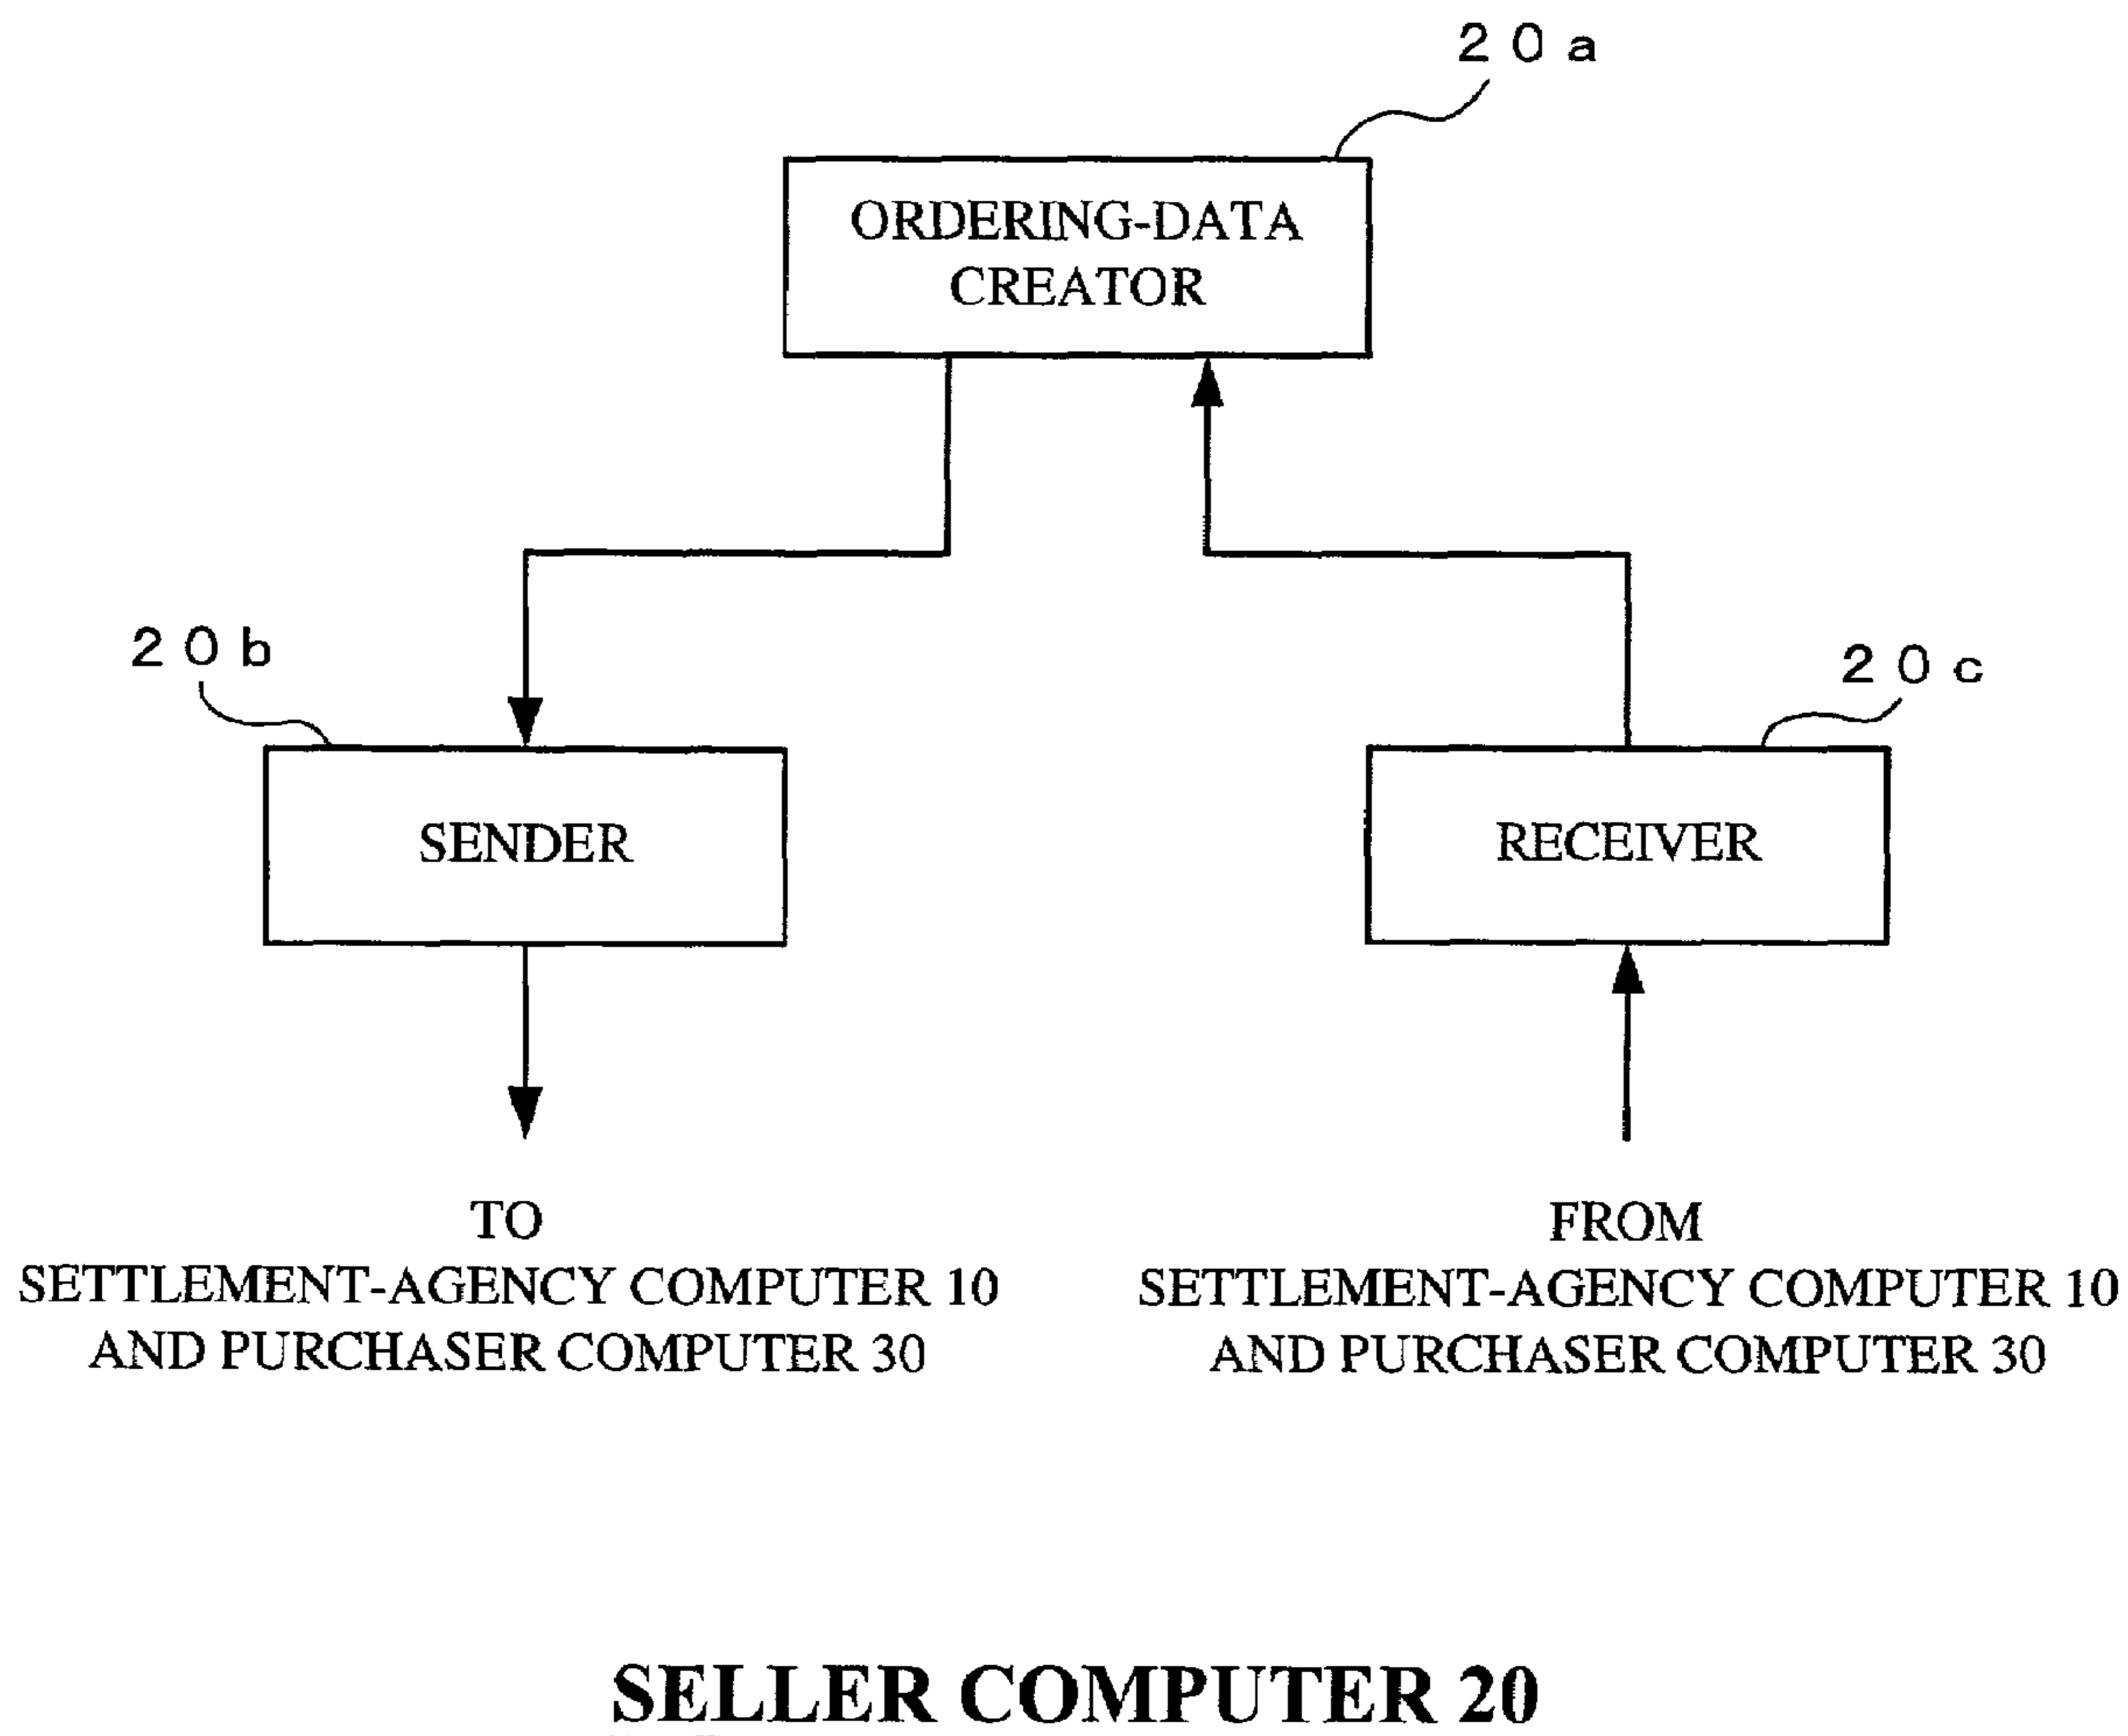 20a
ORDERING-DATA
CREATOR
20b
20c
SENDER
RECEIVER
TO
SETTLEMENT-AGENCY COMPUTER 10
AND PURCHASER COMPUTER 30
FROM
SETTLEMENT-AGENCY COMPUTER 10
AND PURCHASER COMPUTER 30
SELLER COMPUTER 20